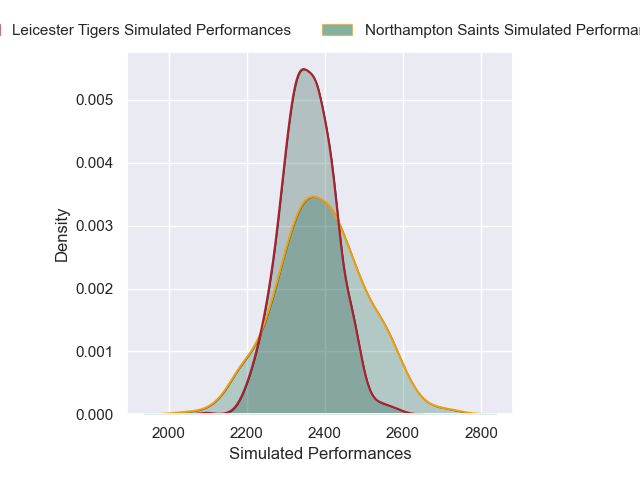 Leicester Tigers Simulated Performances
Northampton Saints Simulated
0.005
0.004
0.003
0.002
0.001
0.000
Density
2000 2200 2400 2600 2800
Simulated Performances